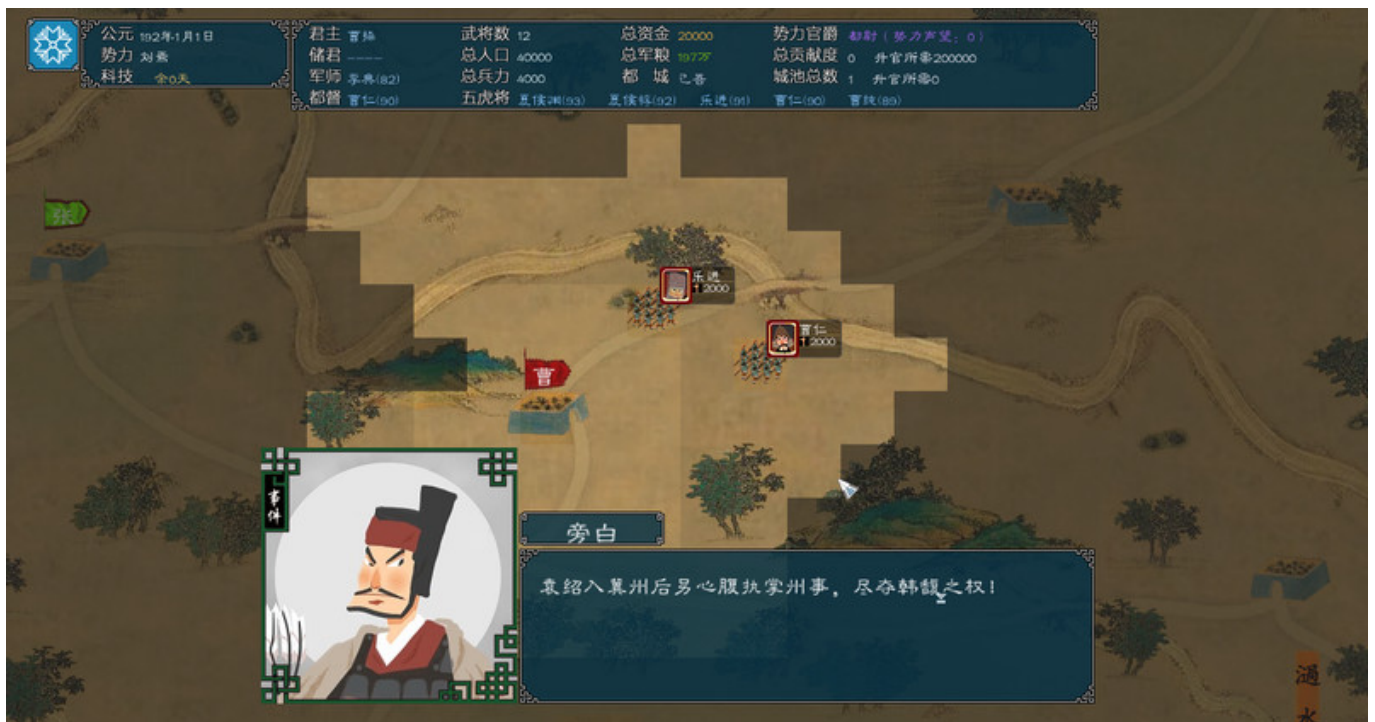 公元 192年1月1日
势力 刘焉
科技 余0天
君主 曹操 武将数 12 总资金 20000 势力官爵 都尉（势力声望：0）
储君 ---- 总人口 40000 总军粮 197万 总贡献度 0 升官所需200000
军师 李典(82) 总兵力 4000 都城 己吾 城池总数 1 升官所需0
都督 曹仁(90) 五虎将 夏侯渊(93) 夏侯惇(92) 乐进(91) 曹仁(90) 曹纯(89)
张
乐进
2000
曹仁
2000
曹
事件
旁白
袁绍入冀州后另心腹执掌州事，尽夺韩馥之权！
涡水